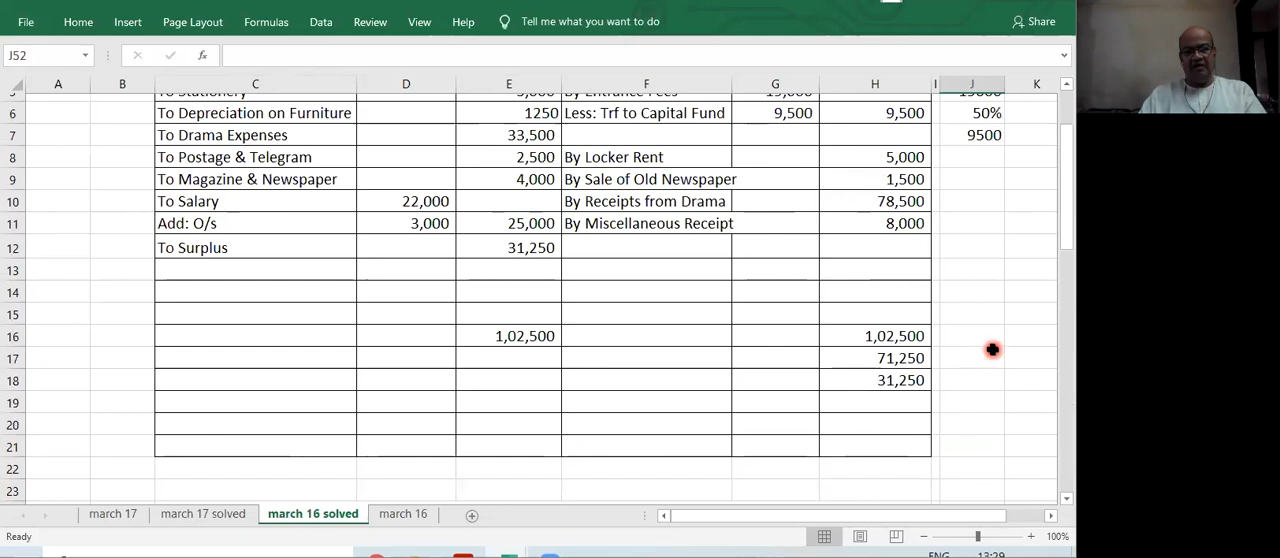 File Home Insert Page Layout Formulas Data Review View Help Tell me what you want to do Share
J52 fx
A B C D E F G H I J K
6 To Depreciation on Furniture 1250 Less: Trf to Capital Fund 9,500 9,500 50%
7 To Drama Expenses 33,500 9500
8 To Postage & Telegram 2,500 By Locker Rent 5,000
9 To Magazine & Newspaper 4,000 By Sale of Old Newspaper 1,500
10 To Salary 22,000 By Receipts from Drama 78,500
11 Add: O/s 3,000 25,000 By Miscellaneous Receipt 8,000
12 To Surplus 31,250
13
14
15
16 1,02,500 1,02,500
17 71,250
18 31,250
19
20
21
22
23
march 17 march 17 solved march 16 solved march 16
Ready 100%